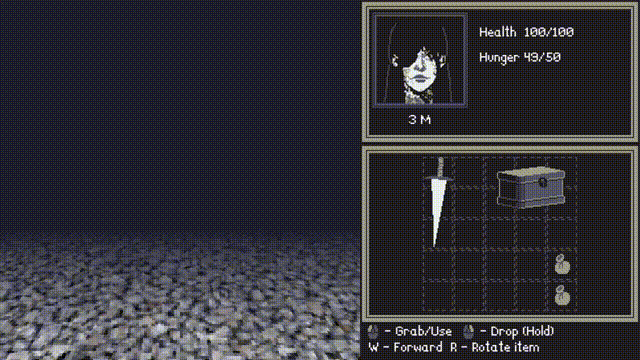 Health 100/100
Hunger 49/50
3 M
- Grab/Use - Drop (Hold)
W - Forward R - Rotate item